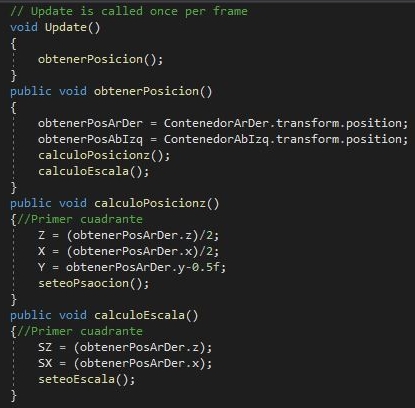 // Update is called once per frame
void Update()
{
obtenerPosicion();
}
public void obtenerPosicion()
{
obtenerPosArDer = ContenedorArDer.transform.position;
obtenerPosAbIzq = ContenedorAbIzq.transform.position;
calculoPosicionz();
calculoEscala();
}
public void calculoPosicionz()
{//Primer cuadrante
Z = (obtenerPosArDer.z)/2;
X = (obtenerPosArDer.x)/2;
Y = obtenerPosArDer.y-0.5f;
seteoPsaocion();
}
public void calculoEscala()
{//Primer cuadrante
SZ = (obtenerPosArDer.z);
SX = (obtenerPosArDer.x);
seteoEscala();
}